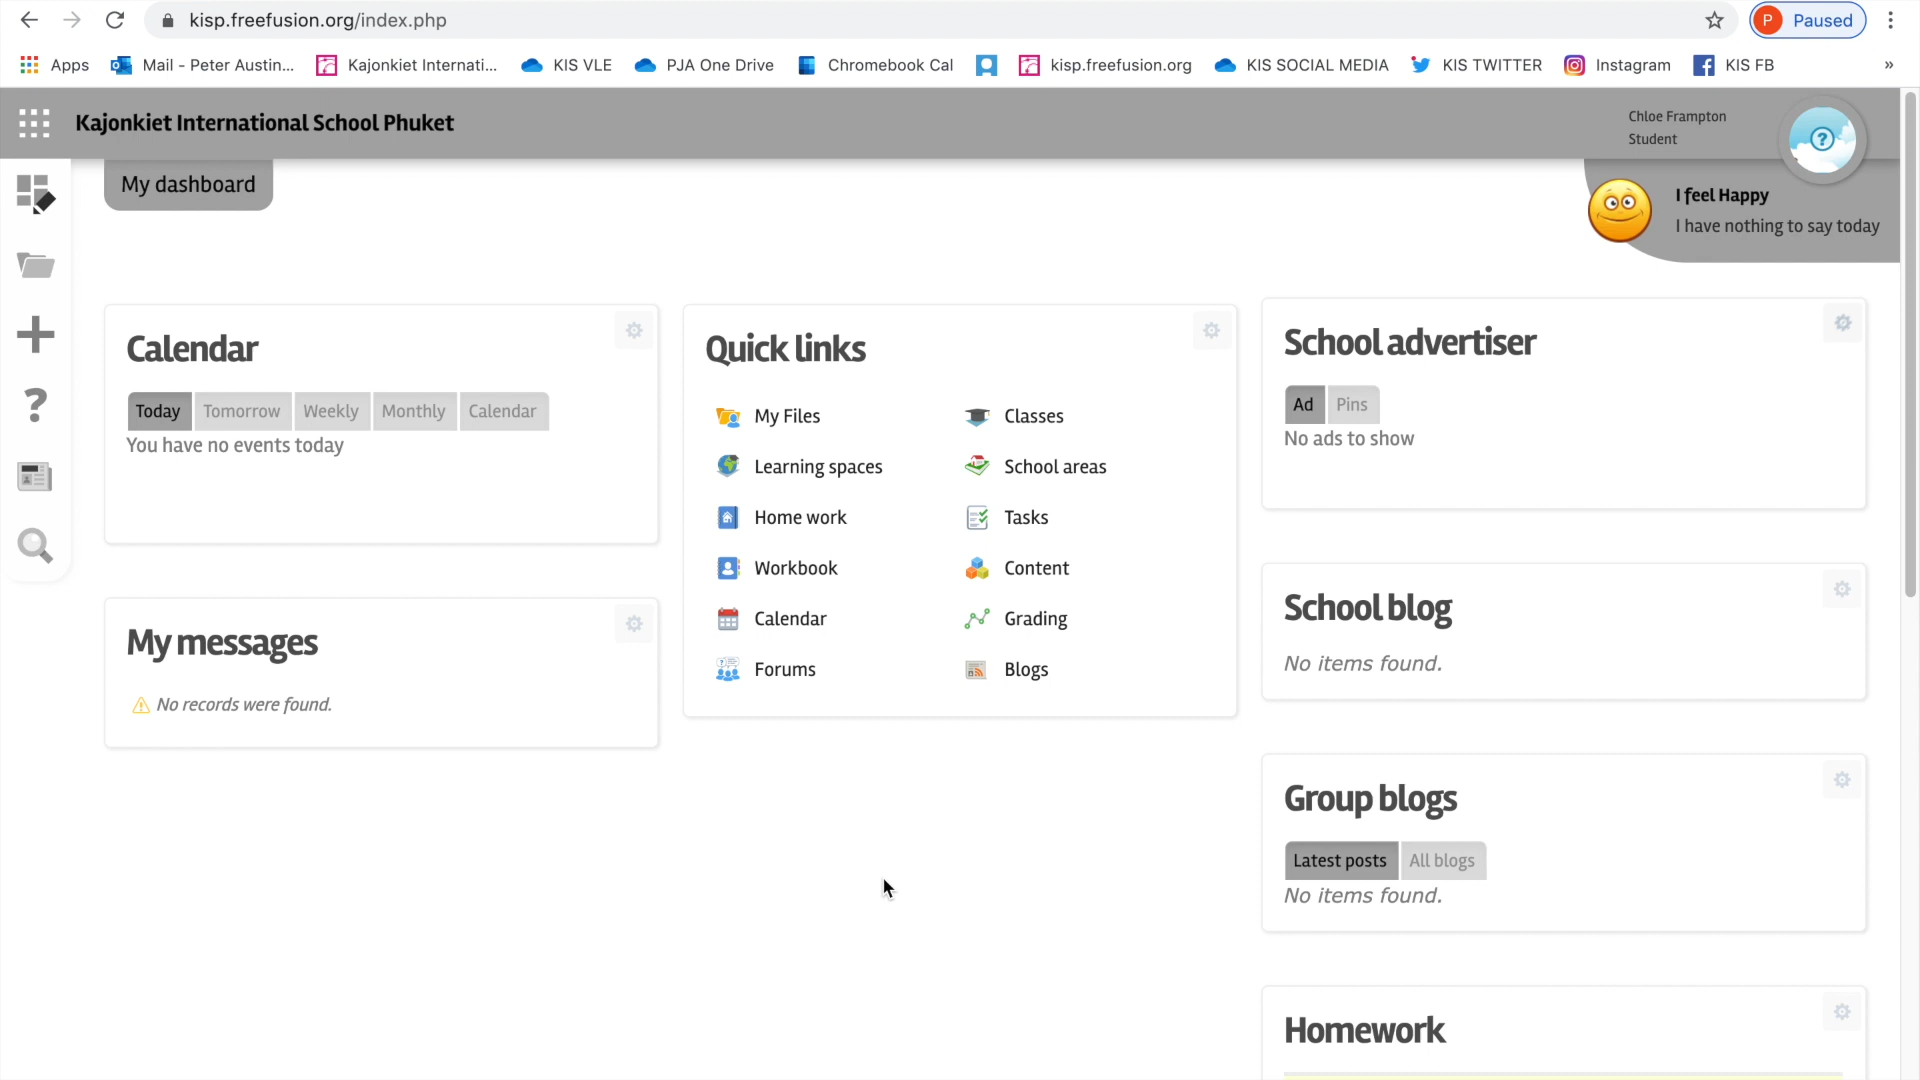 kisp.freefusion.org/index.php
P Paused
Apps Mail - Peter Austin... Kajonkiet Internati... KIS VLE PJA One Drive Chromebook Cal kisp.freefusion.org KIS SOCIAL MEDIA KIS TWITTER Instagram KIS FB »
Kajonkiet International School Phuket
Chloe Frampton
Student
My dashboard
I feel Happy
I have nothing to say today
Calendar
Today Tomorrow Weekly Monthly Calendar
You have no events today
My messages
No records were found.
Quick links
My Files Classes
Learning spaces School areas
Home work Tasks
Workbook Content
Calendar Grading
Forums Blogs
School advertiser
Ad Pins
No ads to show
School blog
No items found.
Group blogs
Latest posts All blogs
No items found.
Homework